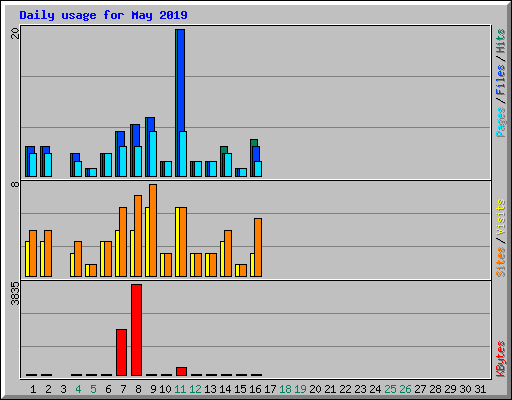 Daily usage for May 2019
20
Pages/Files/Hits
8
Sites/Visits
3835
KBytes
1 2 3 4 5 6 7 8 9 10 11 12 13 14 15 16 17 18 19 20 21 22 23 24 25 26 27 28 29 30 31